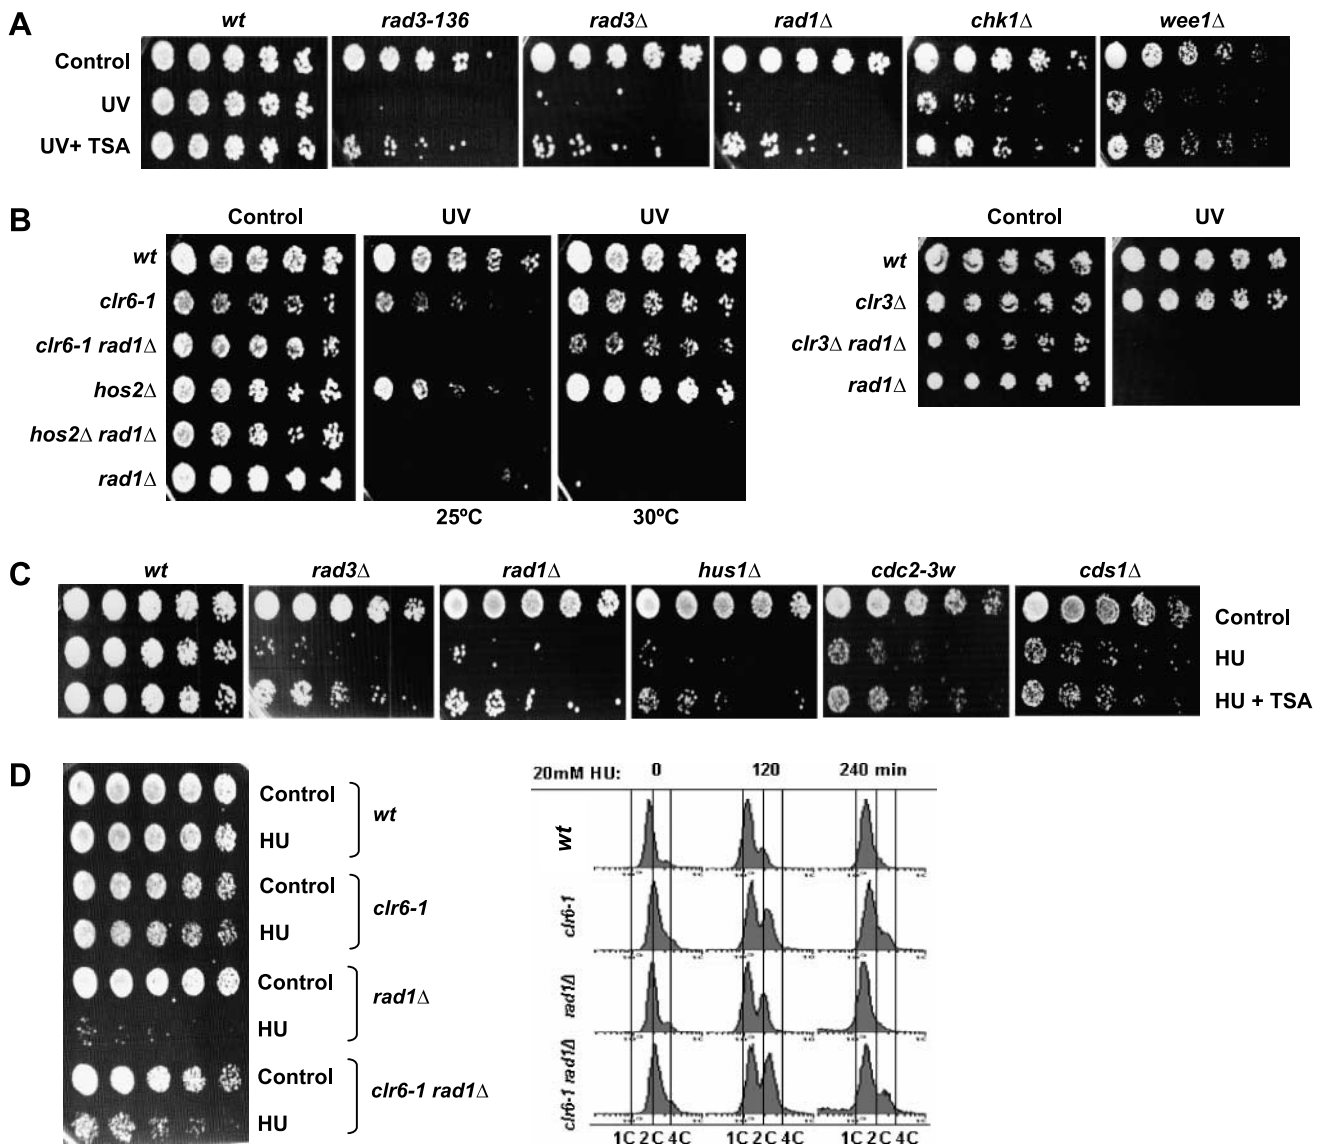 A
wt rad3-136 rad3Δ rad1Δ chk1Δ wee1Δ
Control
UV
UV+ TSA
B
Control UV UV
wt
clr6-1
clr6-1 rad1Δ
hos2Δ
hos2Δ rad1Δ
rad1Δ
25ºC 30ºC
Control UV
wt
clr3Δ
clr3Δ rad1Δ
rad1Δ
C
wt rad3Δ rad1Δ hus1Δ cdc2-3w cds1Δ
Control
HU
HU + TSA
D
Control
HU
wt
Control
HU
clr6-1
Control
HU
rad1Δ
Control
HU
clr6-1 rad1Δ
20mM HU: 0 120 240 min
wt
clr6-1
rad1Δ
clr6-1 rad1Δ
1C 2C 4C 1C 2C 4C 1C 2C 4C